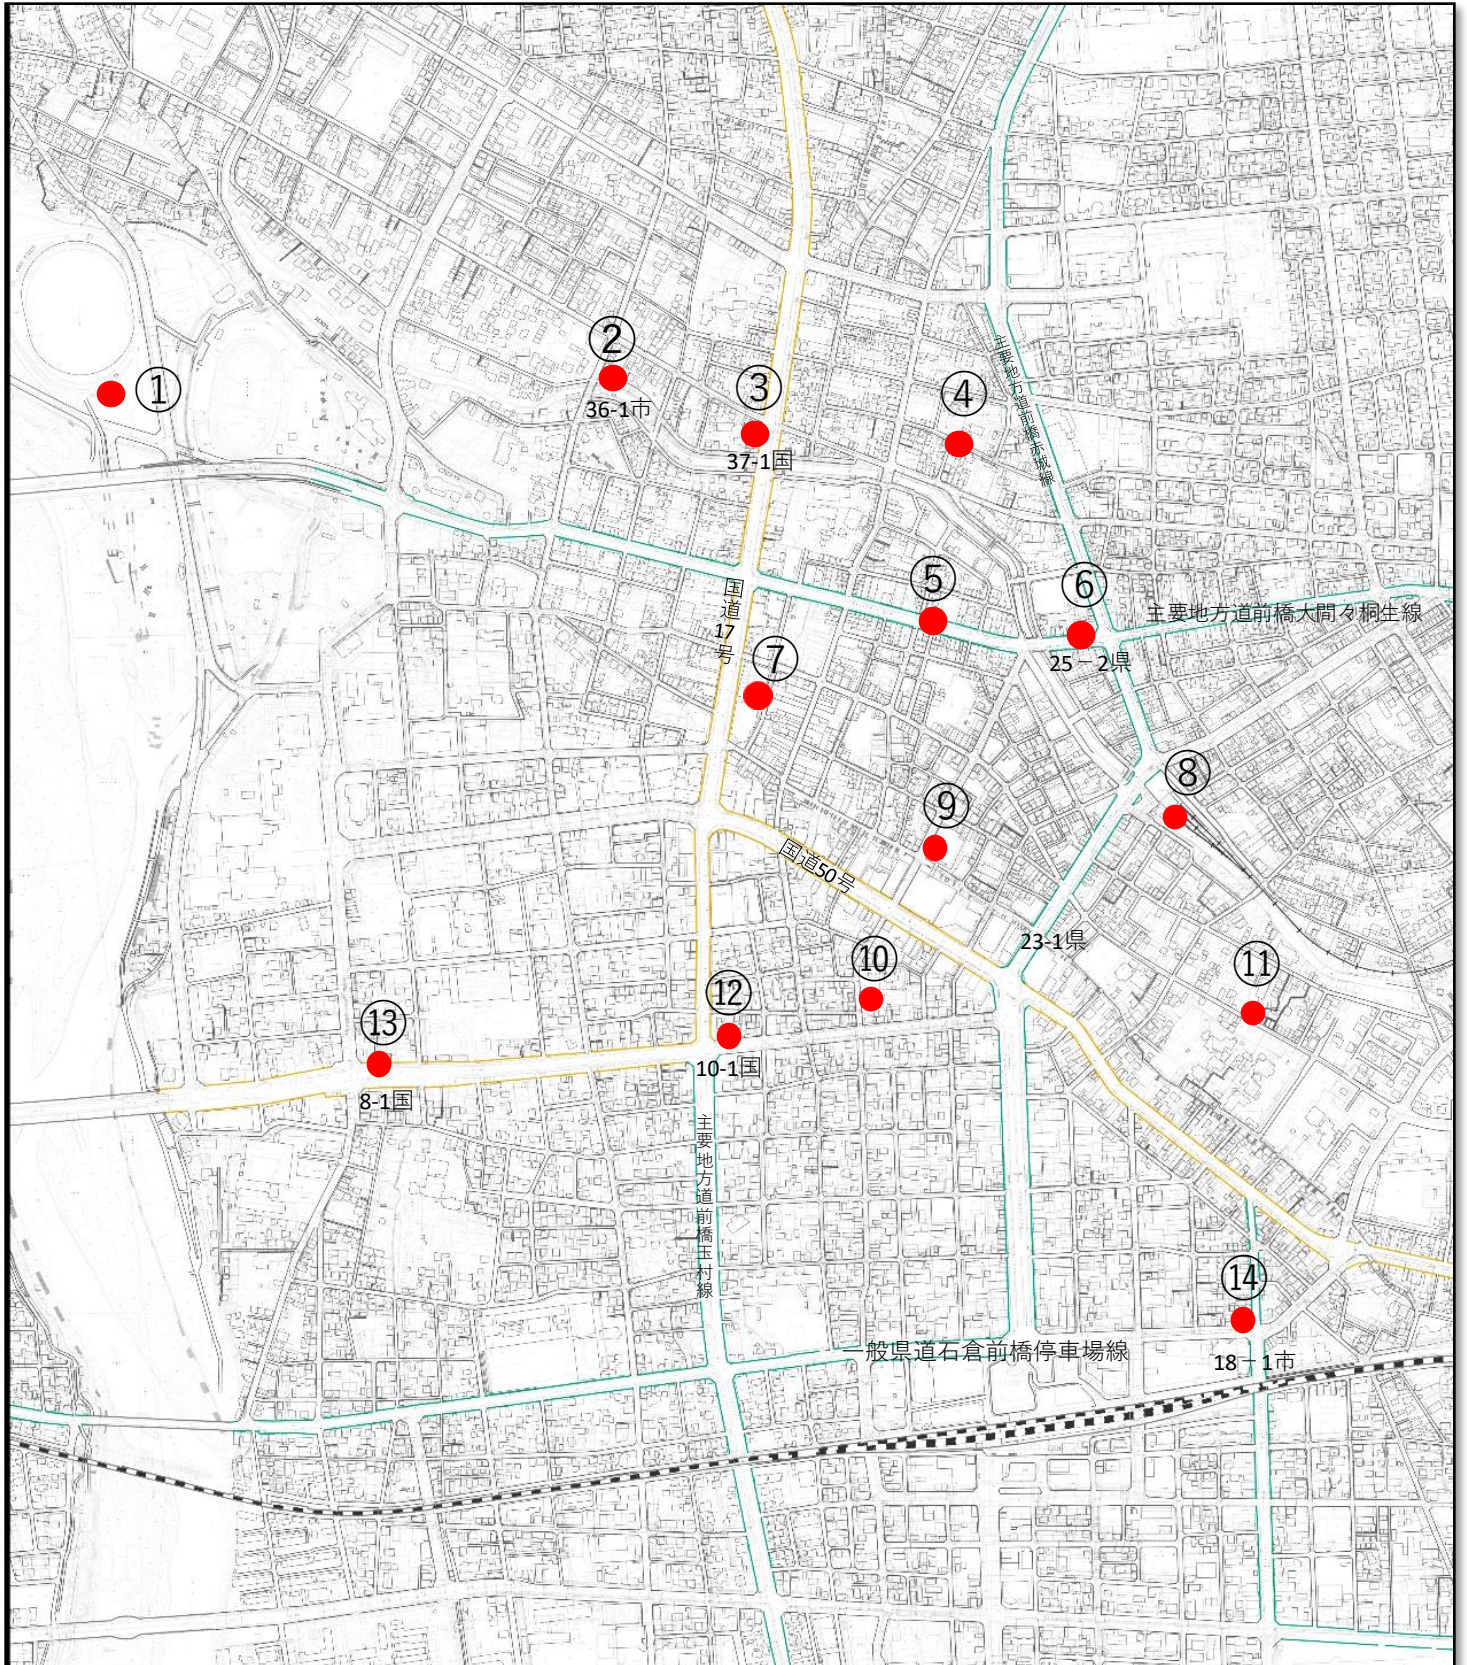 主要地方道前橋赤城線
②
36-1市
③
37-1国
①
④
国道17号
⑤
⑥
主要地方道前橋大間々桐生線
25－2県
⑦
⑧
⑨
国道50号
23-1県
⑩
⑪
⑫
10-1国
⑬
8-1国
主要地方道前橋玉村線
⑭
一般県道石倉前橋停車場線
18－1市